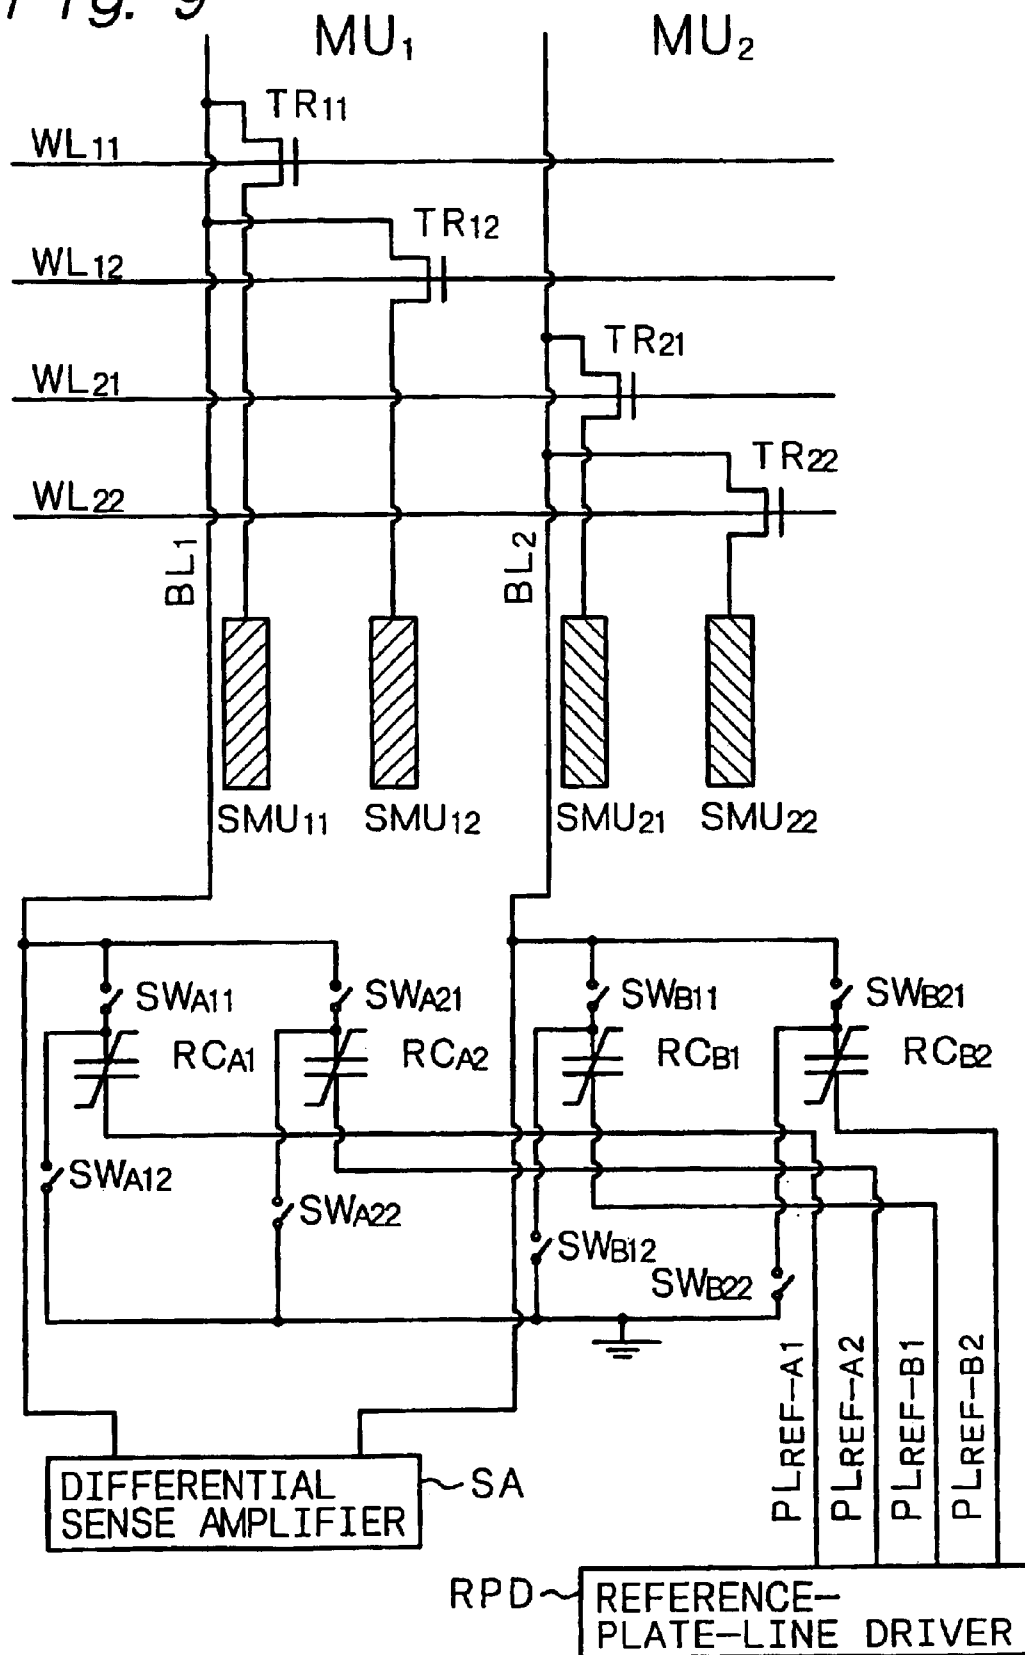 Fig. 9
MU1 MU2
TR11
WL11
TR12
WL12
TR21
WL21
TR22
WL22
BL1 BL2
SMU11 SMU12 SMU21 SMU22
SWA11 SWA21 SWB11 SWB21
RCA1 RCA2 RCB1 RCB2
SWA12
SWA22
SWB12
SWB22
PLREF-A1
PLREF-A2
PLREF-B1
PLREF-B2
DIFFERENTIAL
SENSE AMPLIFIER
SA
RPD
REFERENCE-
PLATE-LINE DRIVER